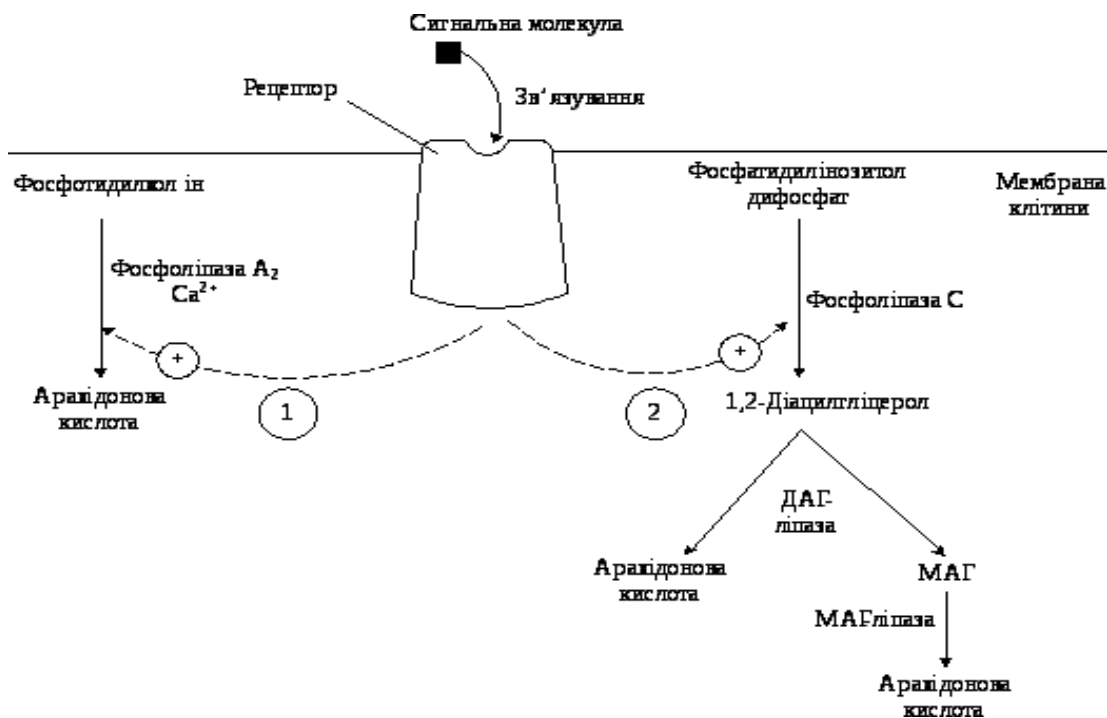 Сигнальна молекула
Рецептор
Зв'язування
Фосфотидилхол ін
Фосфатидилінозитол
дифосфат
Мембрана
клітини
Фосфоліпаза А₂
Ca²⁺
Фосфоліпаза С
+
+
Арахідонова
кислота
1
2
1,2-Діацилгліцерол
ДАГ-
ліпаза
Арахідонова
кислота
МАГ
МАГліпаза
Арахідонова
кислота